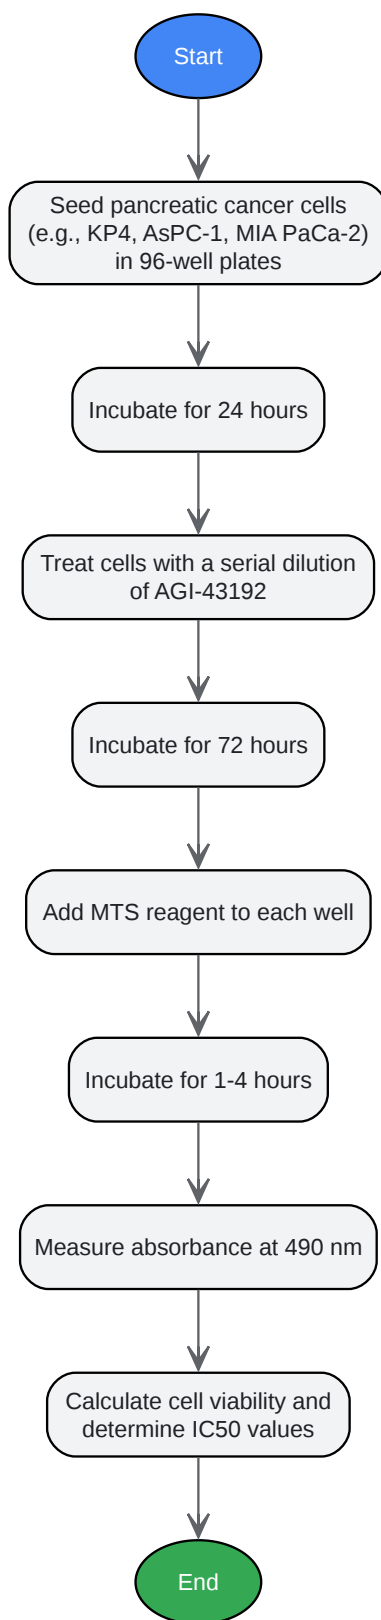 Start
Seed pancreatic cancer cells
(e.g., KP4, AsPC-1, MIA PaCa-2)
in 96-well plates
Incubate for 24 hours
Treat cells with a serial dilution
of AGI-43192
Incubate for 72 hours
Add MTS reagent to each well
Incubate for 1-4 hours
Measure absorbance at 490 nm
Calculate cell viability and
determine IC50 values
End